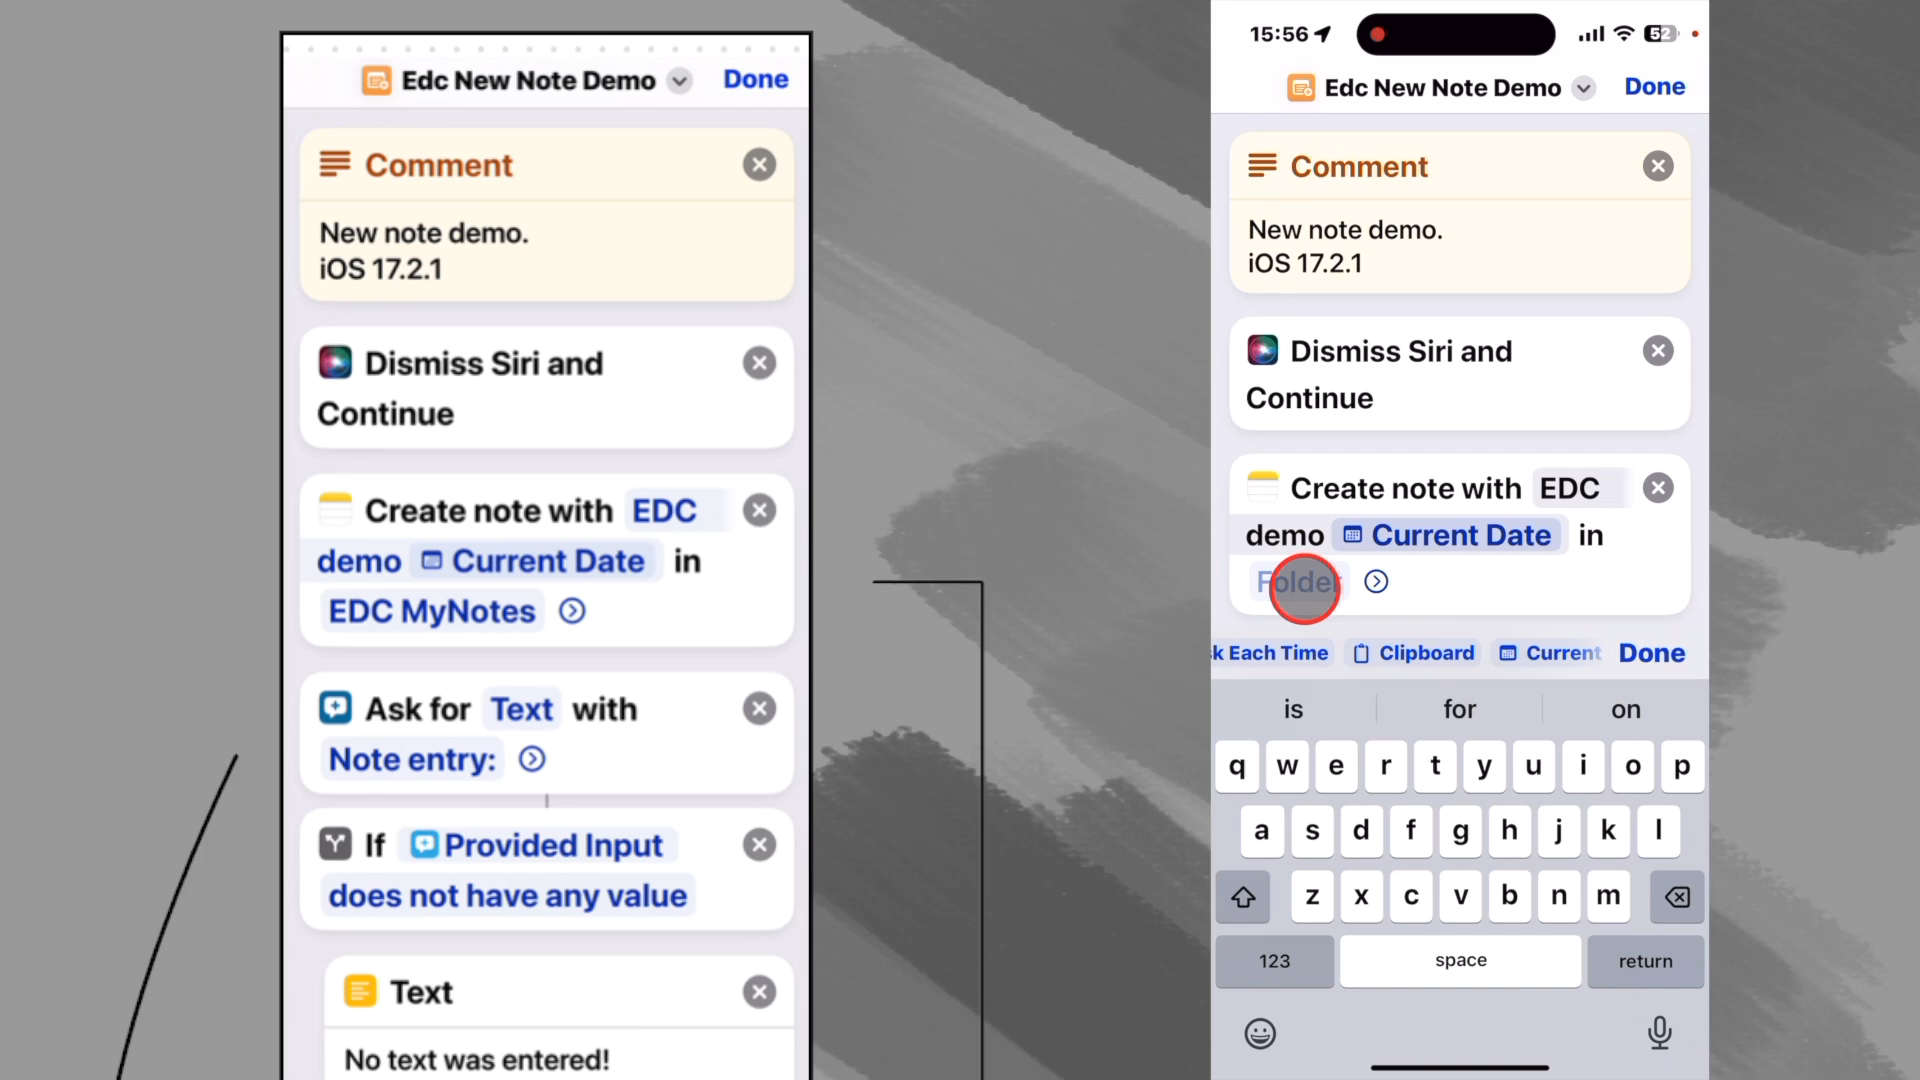 Edc New Note Demo Done
Comment
New note demo.
iOS 17.2.1
Dismiss Siri and
Continue
Create note with EDC
demo Current Date in
EDC MyNotes
Ask for Text with
Note entry:
If Provided Input
does not have any value
Text
No text was entered!
15:56 52
Edc New Note Demo Done
Comment
New note demo.
iOS 17.2.1
Dismiss Siri and
Continue
Create note with EDC
demo Current Date in
Folder
k Each Time Clipboard Current Done
is for on
q w e r t y u i o p
a s d f g h j k l
z x c v b n m
123 space return